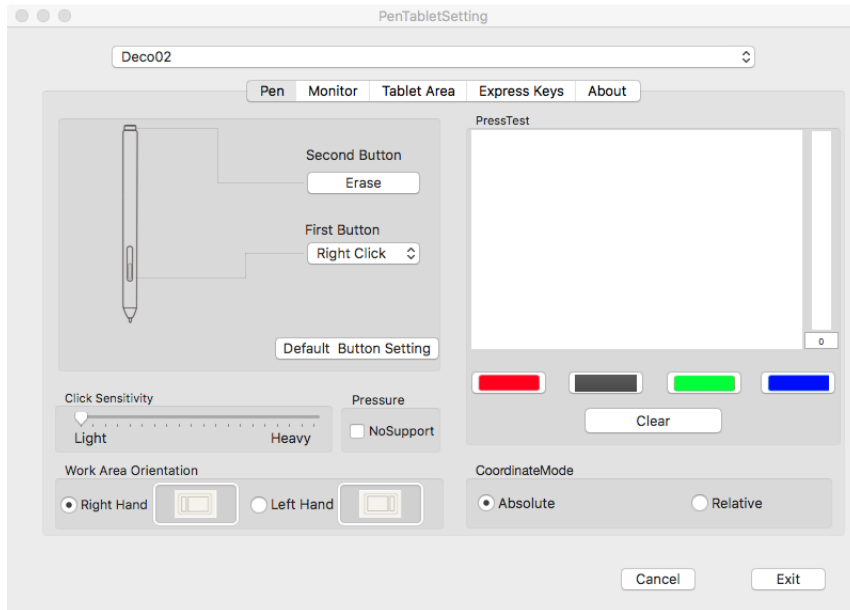 PenTabletSetting
Deco02
Pen Monitor Tablet Area Express Keys About
Second Button
Erase
First Button
Right Click
Default Button Setting
PressTest
0
Clear
Click Sensitivity
Light Heavy
Pressure
NoSupport
Work Area Orientation
Right Hand Left Hand
CoordinateMode
Absolute Relative
Cancel Exit